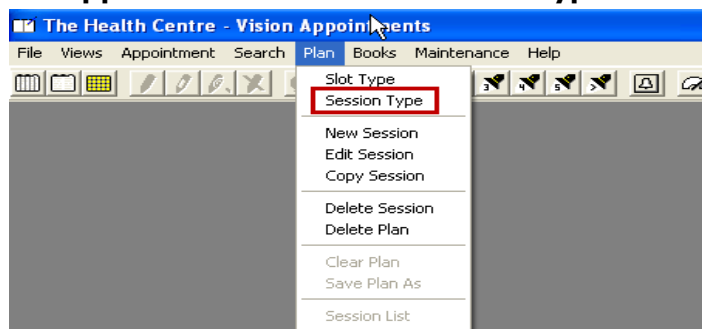 The Health Centre - Vision Appointments
File Views Appointment Search Plan Books Maintenance Help
Slot Type
Session Type
New Session
Edit Session
Copy Session
Delete Session
Delete Plan
Clear Plan
Save Plan As
Session List